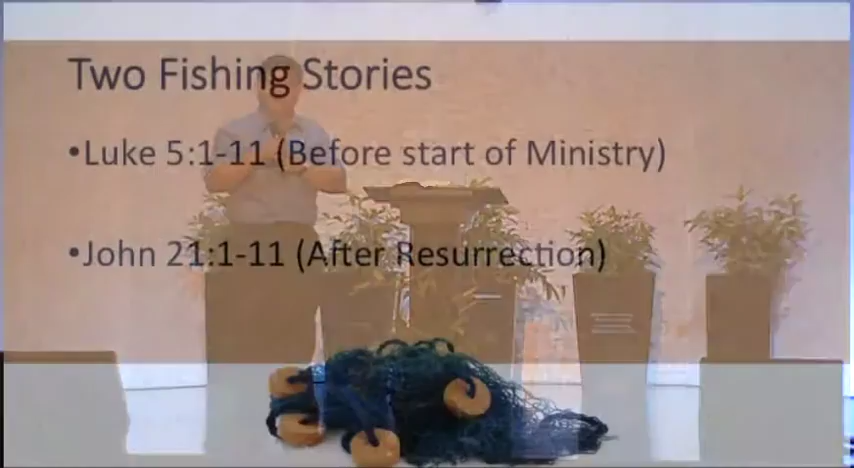 Two Fishing Stories
•Luke 5:1-11 (Before start of Ministry)
•John 21:1-11 (After Resurrection)